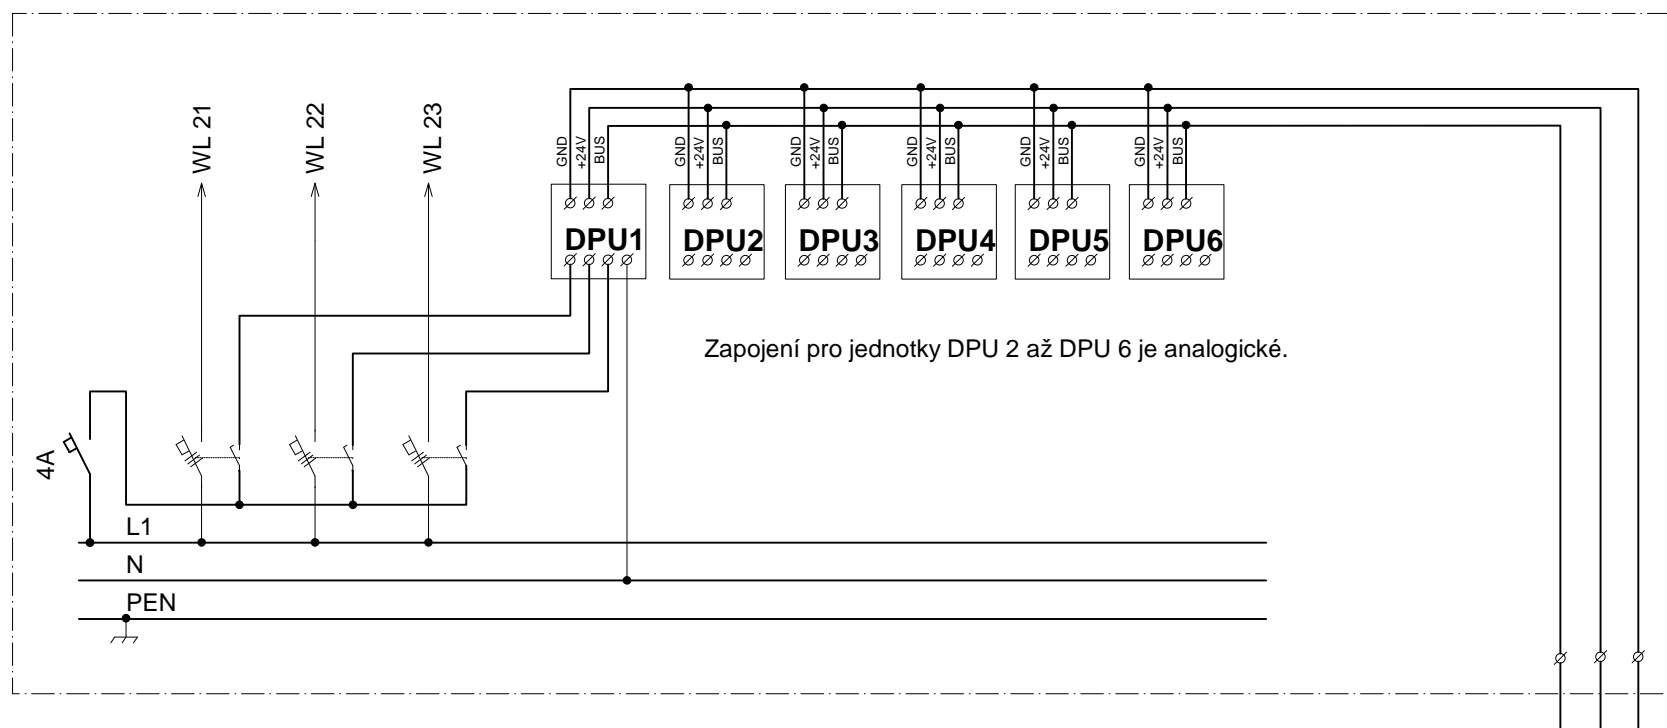 WL 21
WL 22
WL 23
GND
+24V
BUS
GND
+24V
BUS
GND
+24V
BUS
GND
+24V
BUS
GND
+24V
BUS
GND
+24V
BUS
DPU1
DPU2
DPU3
DPU4
DPU5
DPU6
Zapojení pro jednotky DPU 2 až DPU 6 je analogické.
4A
L1
N
PEN